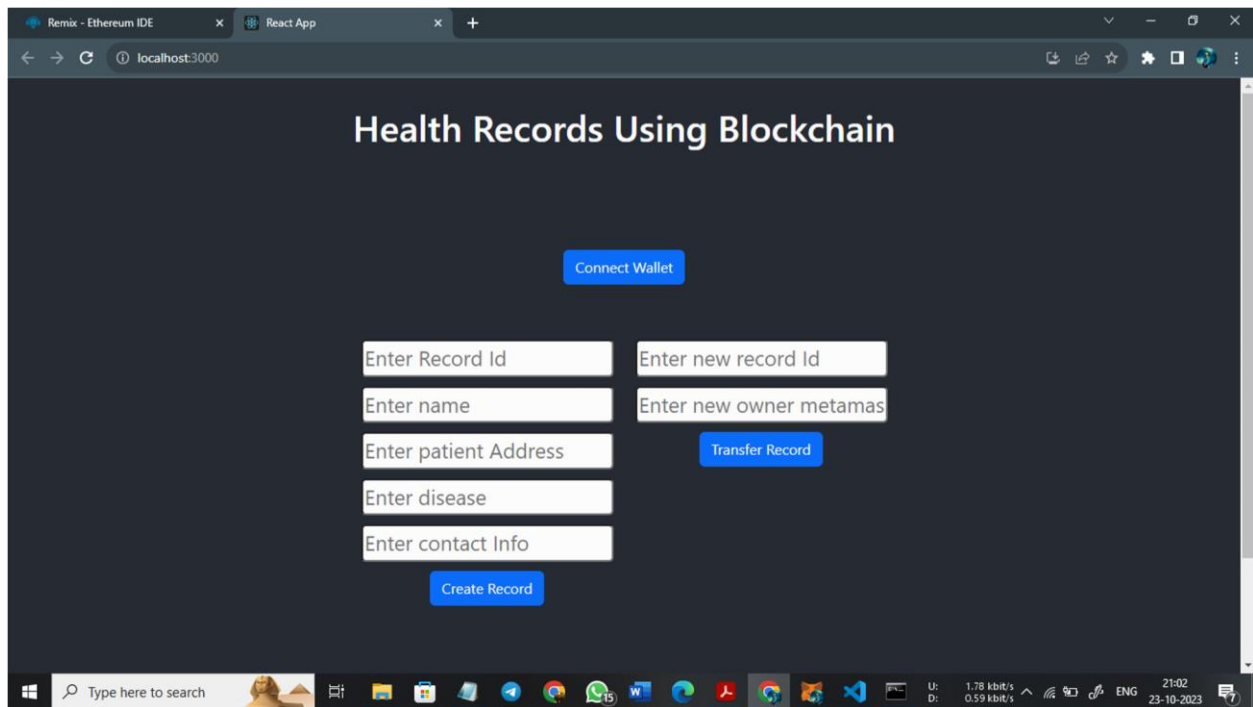 Remix - Ethereum IDE
React App
localhost:3000
Health Records Using Blockchain
Connect Wallet
Enter Record Id
Enter name
Enter patient Address
Enter disease
Enter contact Info
Create Record
Enter new record Id
Enter new owner metamas
Transfer Record
Type here to search
15
W
U: 1.78 kbit/s
D: 0.59 kbit/s
ENG
21:02
23-10-2023
7